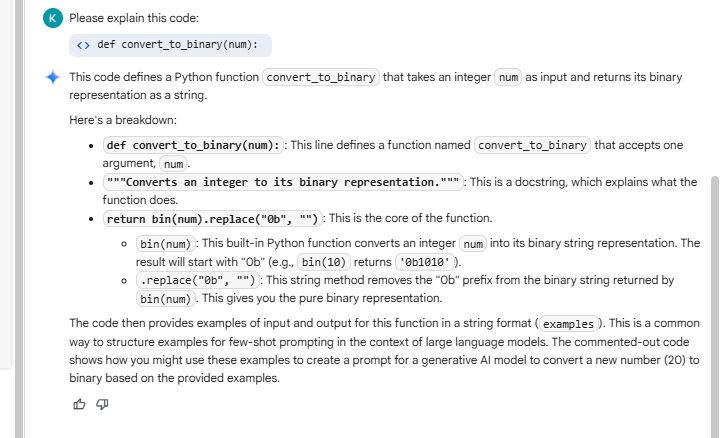 K Please explain this code:
<> def convert_to_binary(num):
This code defines a Python function convert_to_binary that takes an integer num as input and returns its binary
representation as a string.
Here's a breakdown:
• def convert_to_binary(num): : This line defines a function named convert_to_binary that accepts one
argument, num .
• """Converts an integer to its binary representation.""" : This is a docstring, which explains what the
function does.
• return bin(num).replace("0b", "") : This is the core of the function.
◦ bin(num) : This built-in Python function converts an integer num into its binary string representation. The
result will start with "0b" (e.g., bin(10) returns '0b1010' ).
◦ .replace("0b", "") : This string method removes the "0b" prefix from the binary string returned by
bin(num) . This gives you the pure binary representation.
The code then provides examples of input and output for this function in a string format ( examples ). This is a common
way to structure examples for few-shot prompting in the context of large language models. The commented-out code
shows how you might use these examples to create a prompt for a generative AI model to convert a new number (20) to
binary based on the provided examples.